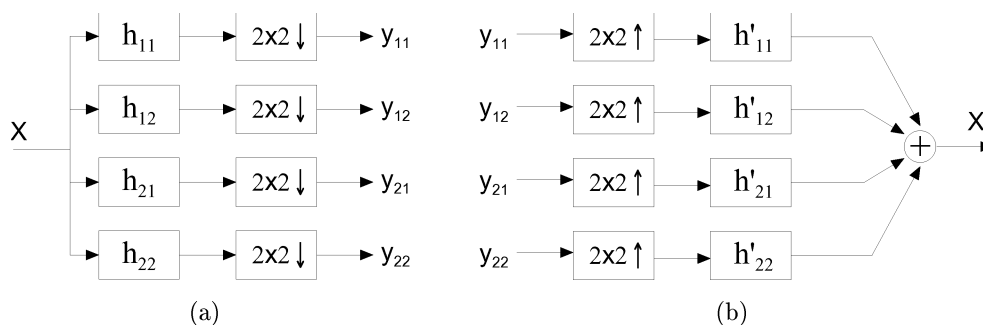 h₁₁ 2x2↓ y₁₁
h₁₂ 2x2↓ y₁₂
X
h₂₁ 2x2↓ y₂₁
h₂₂ 2x2↓ y₂₂
(a)
y₁₁ 2x2↑ h'₁₁
y₁₂ 2x2↑ h'₁₂
+ X
y₂₁ 2x2↑ h'₂₁
y₂₂ 2x2↑ h'₂₂
(b)